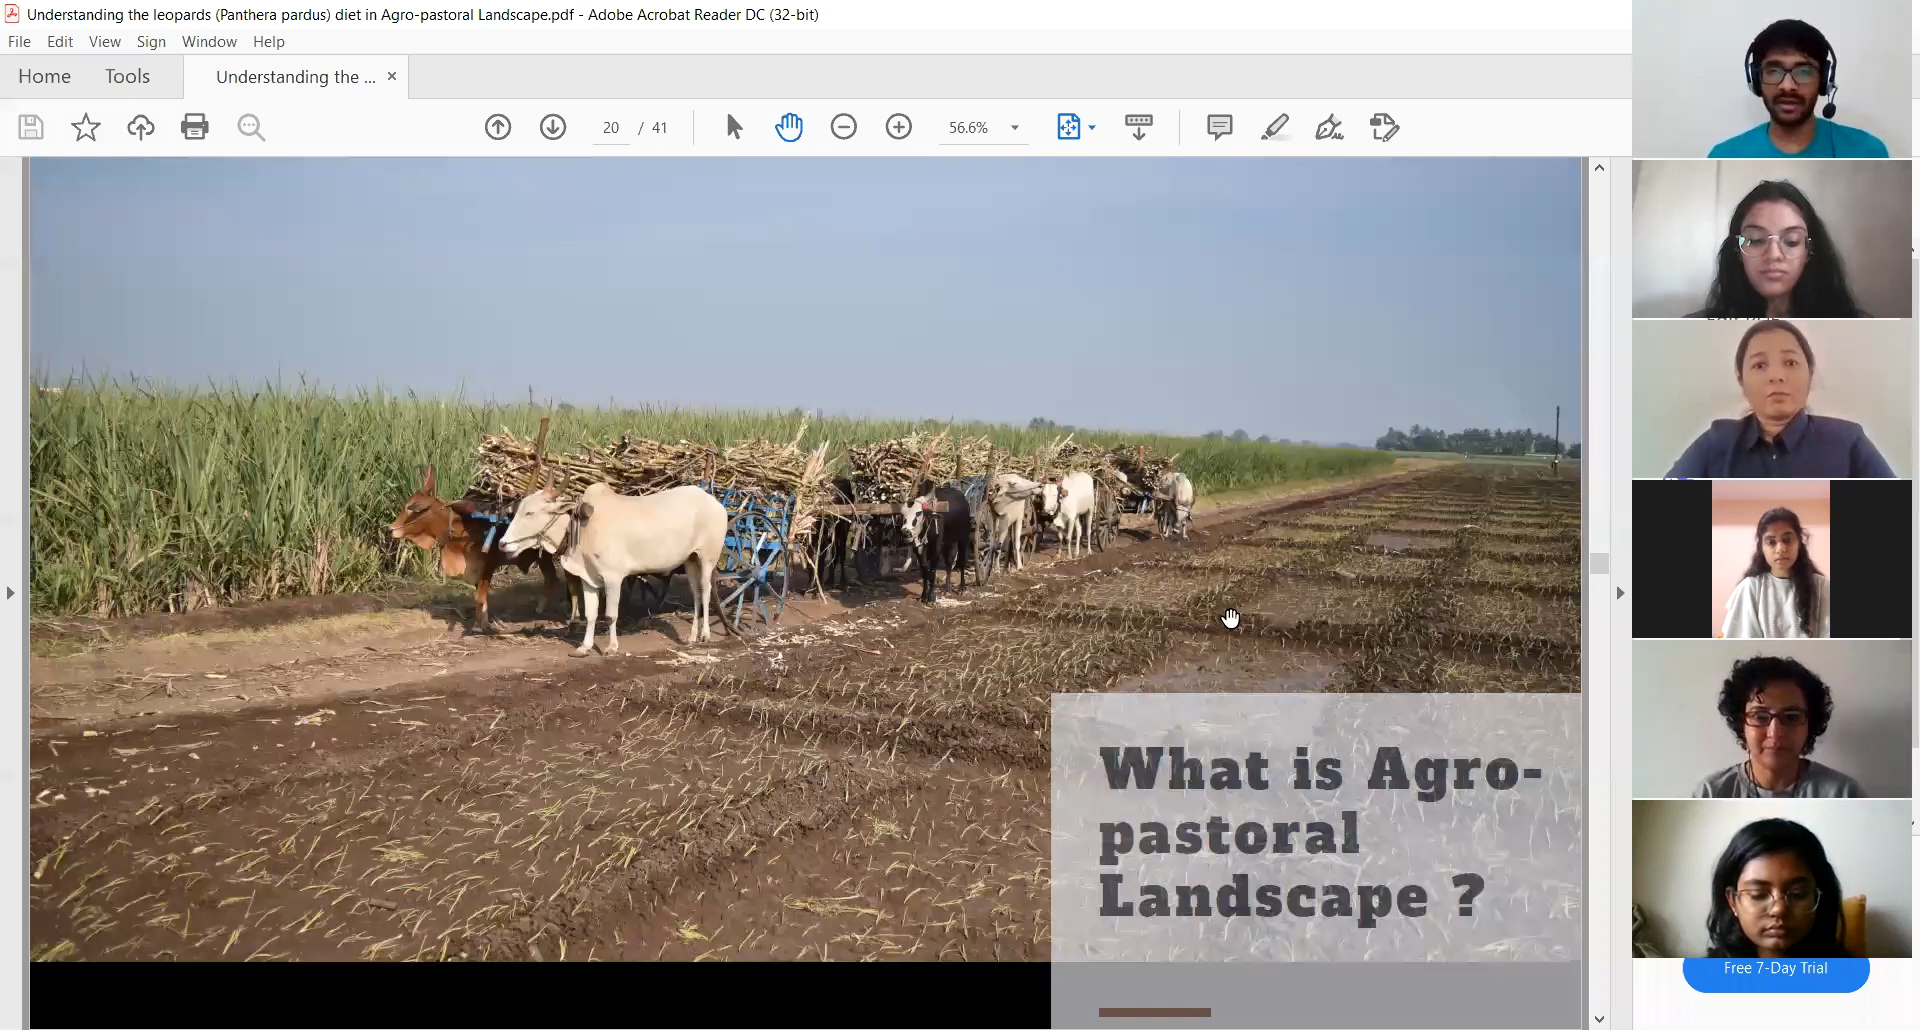 Understanding the leopards (Panthera pardus) diet in Agro-pastoral Landscape.pdf - Adobe Acrobat Reader DC (32-bit)
File Edit View Sign Window Help
Home Tools Understanding the ... ×
20 / 41 56.6%
What is Agro-
pastoral
Landscape ?
Free 7-Day Trial